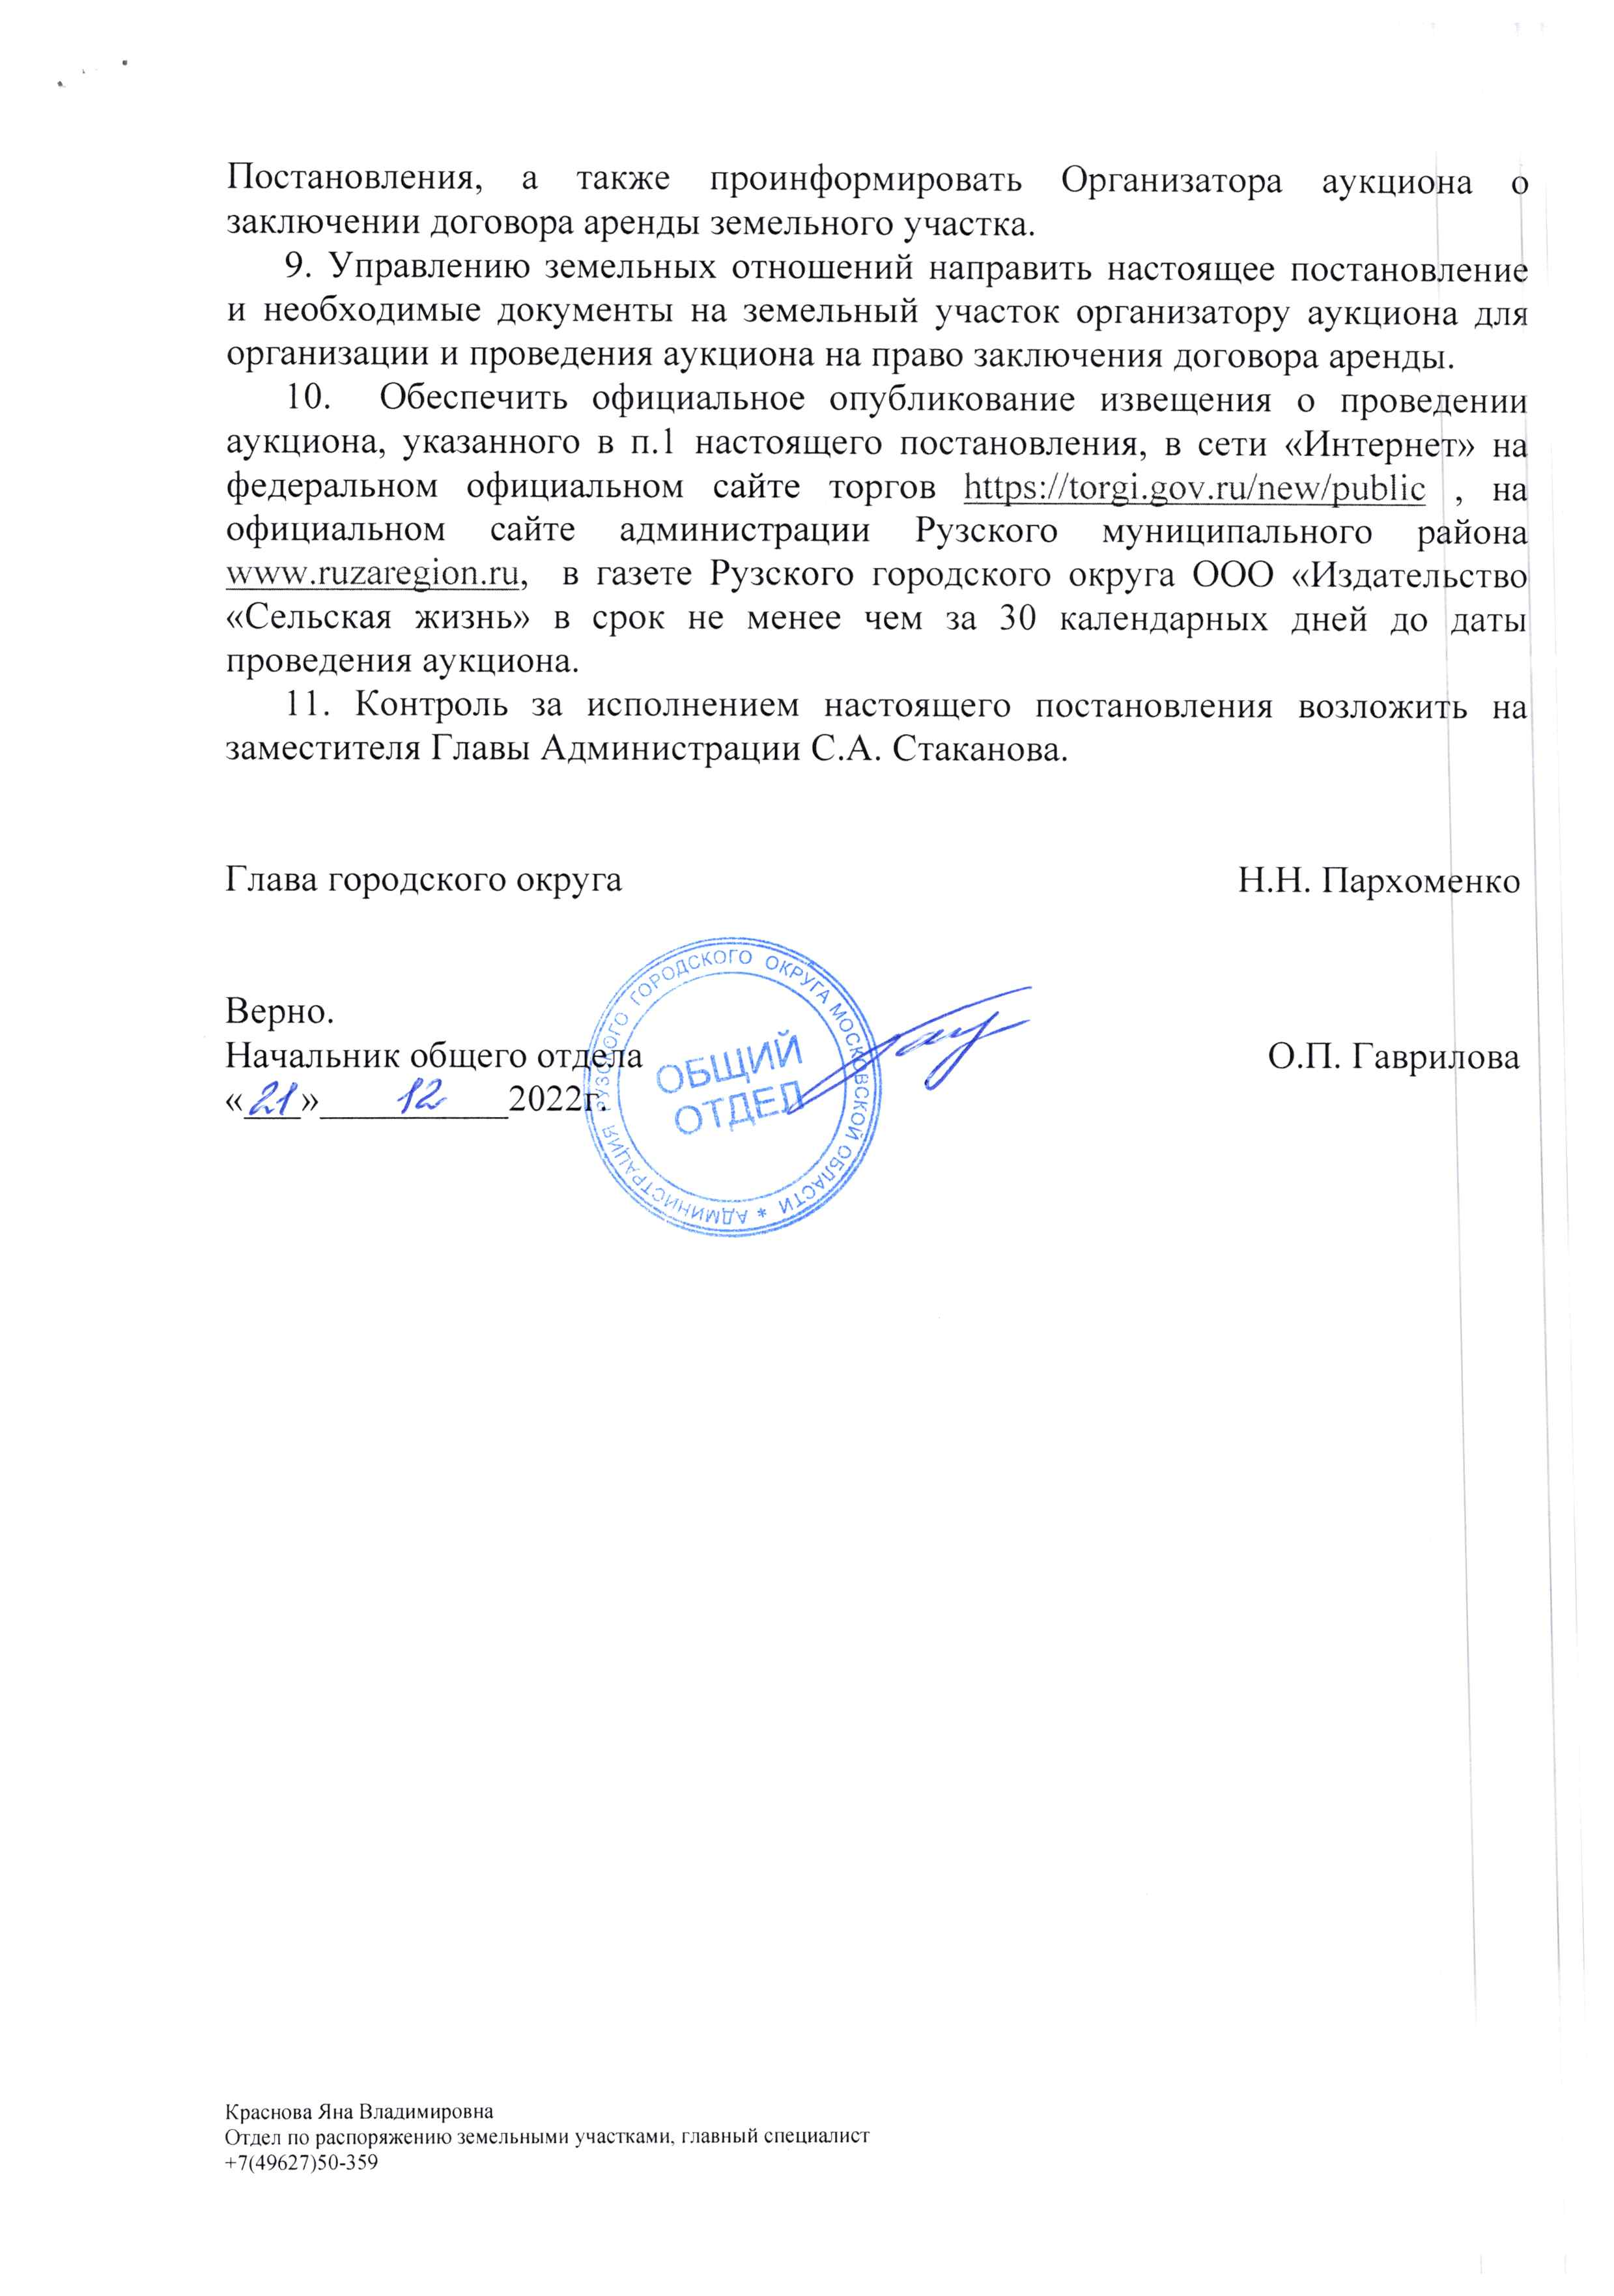 Постановления, а также проинформировать Организатора аукциона о
заключении договора аренды земельного участка.
9. Управлению земельных отношений направить настоящее постановление
и необходимые документы на земельный участок организатору аукциона для
организации и проведения аукциона на право заключения договора аренды.
10. Обеспечить официальное опубликование извещения о проведении
аукциона, указанного в п.1 настоящего постановления, в сети «Интернет» на
федеральном официальном сайте торгов https://torgi.gov.ru/new/public , на
официальном сайте администрации Рузского муниципального района
www.ruzaregion.ru, в газете Рузского городского округа ООО «Издательство
«Сельская жизнь» в срок не менее чем за 30 календарных дней до даты
проведения аукциона.
11. Контроль за исполнением настоящего постановления возложить на
заместителя Главы Администрации С.А. Стаканова.
Глава городского округа Н.Н. Пархоменко
Верно.
Начальник общего отдела О.П. Гаврилова
«21» 12 2022г.
АДМИНИСТРАЦИЯ РУЗСКОГО ГОРОДСКОГО ОКРУГА МОСКОВСКОЙ ОБЛАСТИ *
ОБЩИЙ
ОТДЕЛ
Краснова Яна Владимировна
Отдел по распоряжению земельными участками, главный специалист
+7(49627)50-359